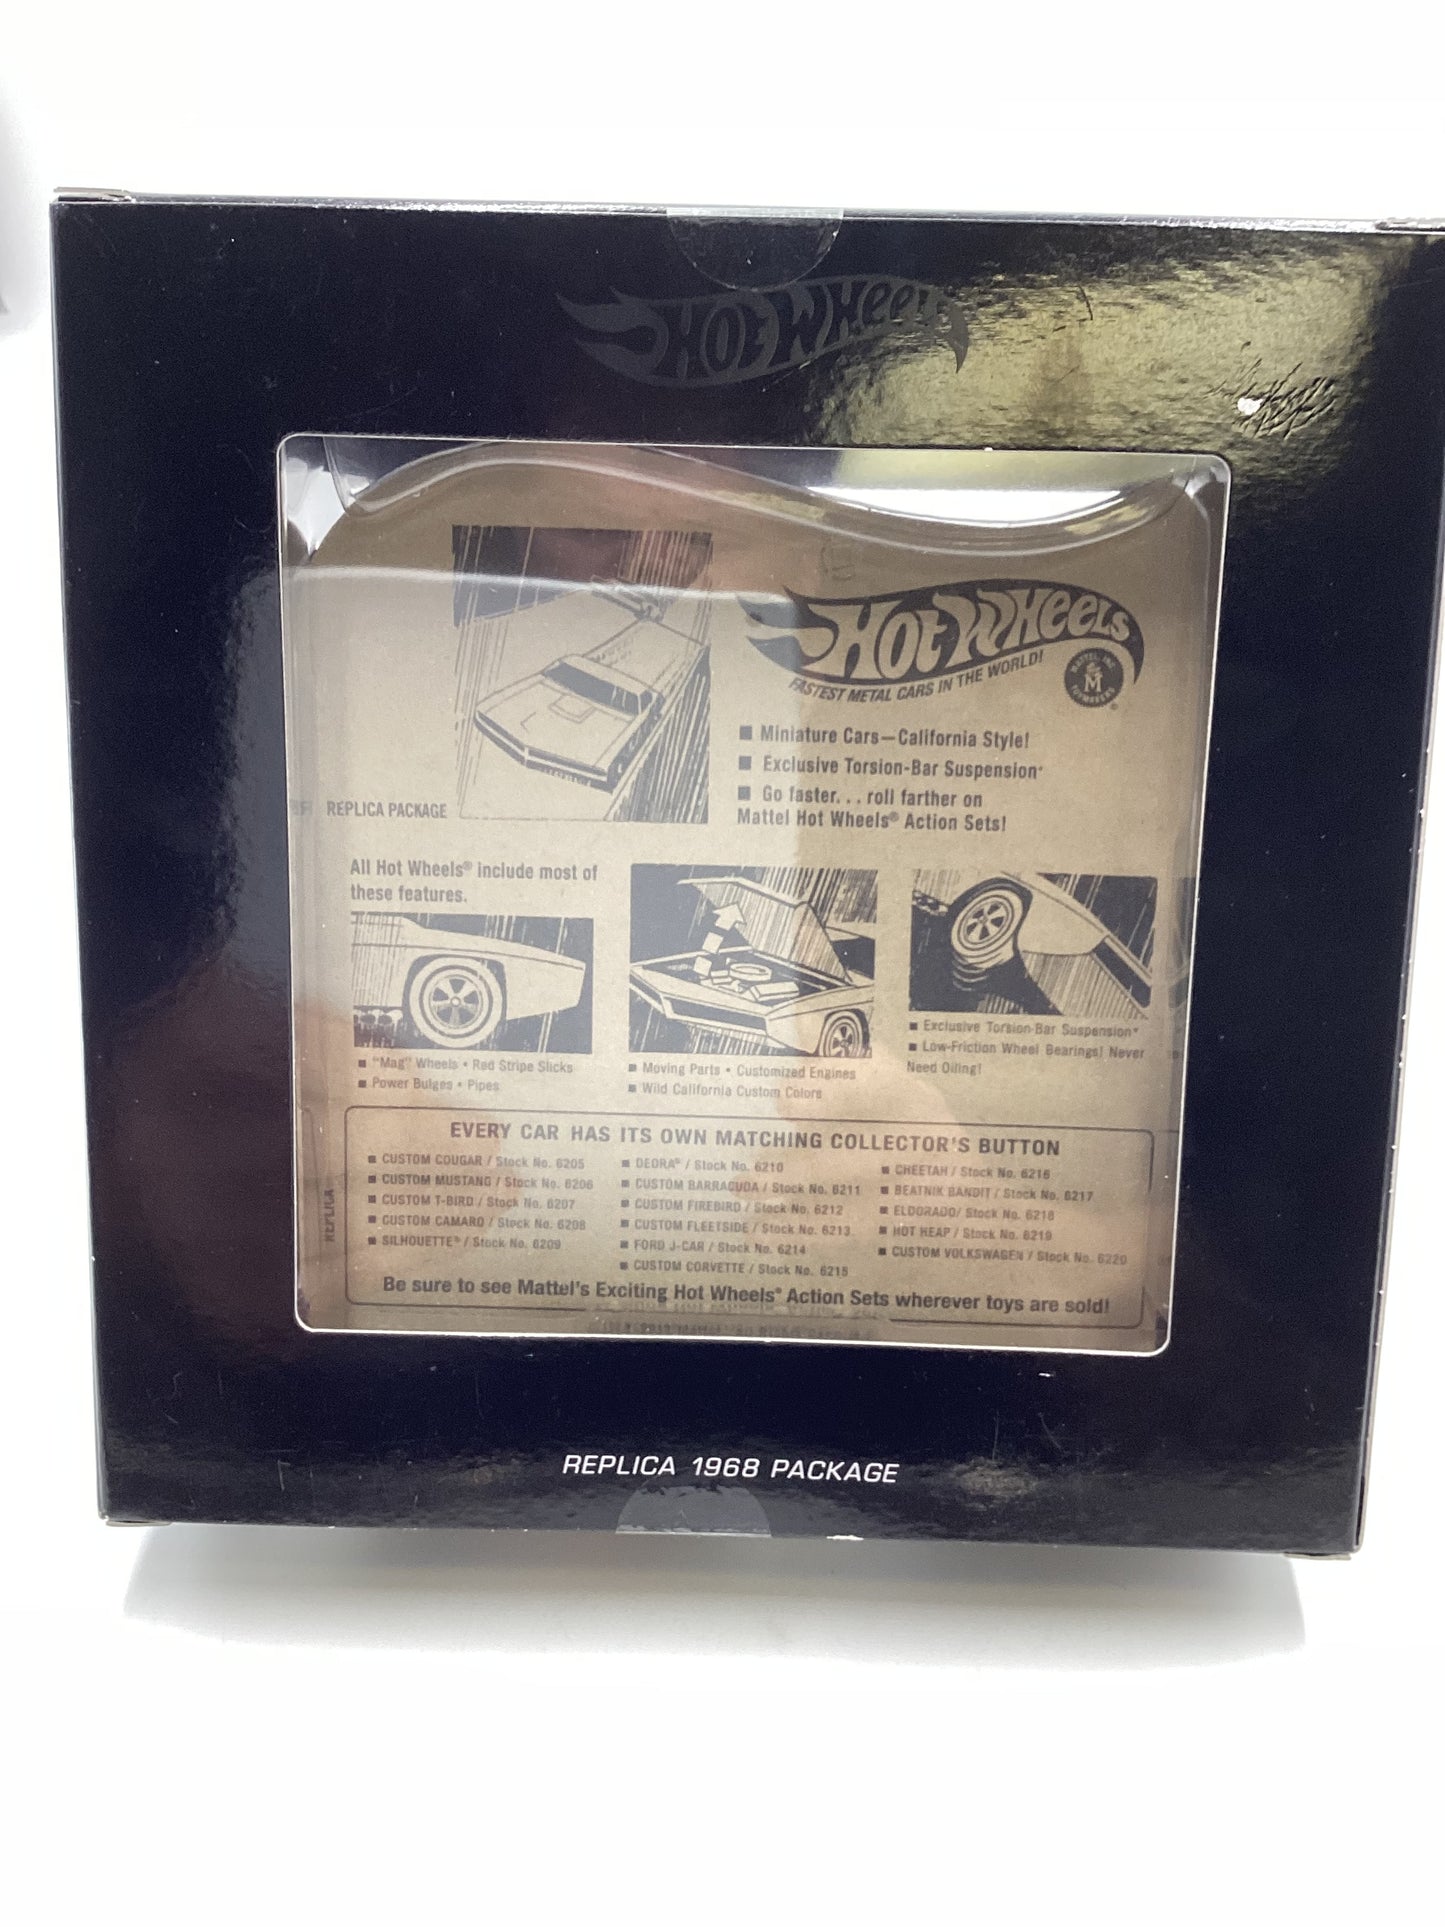 Hot Wheels
Hot Wheels
FASTEST METAL CARS IN THE WORLD!
MATTEL, INC.
M
TOYMAKERS
®
■ Miniature Cars—California Style!
■ Exclusive Torsion-Bar Suspension*
■ Go faster... roll farther on
Mattel Hot Wheels® Action Sets!
REPLICA PACKAGE
All Hot Wheels® include most of
these features.
■ "Mag" Wheels • Red Stripe Slicks
■ Power Bulges • Pipes
■ Moving Parts • Customized Engines
■ Wild California Custom Colors
■ Exclusive Torsion-Bar Suspension*
■ Low-Friction Wheel Bearings! Never
Need Oiling!
EVERY CAR HAS ITS OWN MATCHING COLLECTOR'S BUTTON
■ CUSTOM COUGAR / Stock No. 6205
■ CUSTOM MUSTANG / Stock No. 6206
■ CUSTOM T-BIRD / Stock No. 6207
■ CUSTOM CAMARO / Stock No. 6208
■ SILHOUETTE® / Stock No. 6209
■ DEORA® / Stock No. 6210
■ CUSTOM BARRACUDA / Stock No. 6211
■ CUSTOM FIREBIRD / Stock No. 6212
■ CUSTOM FLEETSIDE / Stock No. 6213
■ FORD J-CAR / Stock No. 6214
■ CUSTOM CORVETTE / Stock No. 6215
■ CHEETAH / Stock No. 6216
■ BEATNIK BANDIT / Stock No. 6217
■ ELDORADO / Stock No. 6218
■ HOT HEAP / Stock No. 6219
■ CUSTOM VOLKSWAGEN / Stock No. 6220
Be sure to see Mattel's Exciting Hot Wheels® Action Sets wherever toys are sold!
REPLICA
REPLICA 1968 PACKAGE